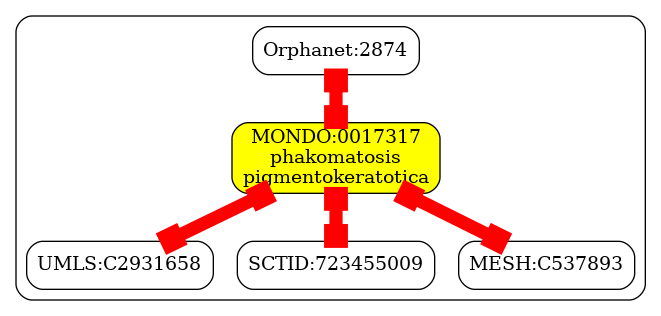 Orphanet:2874
MONDO:0017317
phakomatosis
pigmentokeratotica
UMLS:C2931658
SCTID:723455009
MESH:C537893